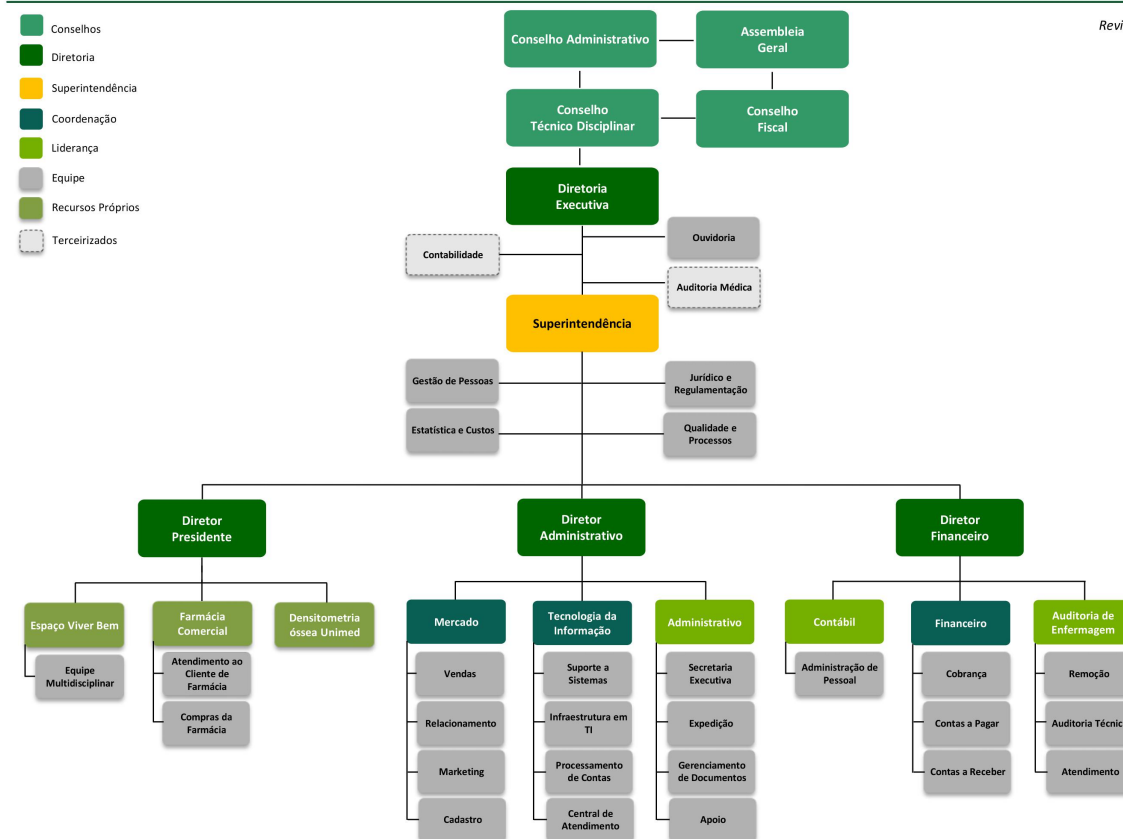 Conselhos
Diretoria
Superintendência
Coordenação
Liderança
Equipe
Recursos Próprios
Terceirizados
Conselho Administrativo
Assembleia
Geral
Conselho
Técnico Disciplinar
Conselho
Fiscal
Diretoria
Executiva
Ouvidoria
Contabilidade
Auditoria Médica
Superintendência
Gestão de Pessoas
Jurídico e
Regulamentação
Estatística e Custos
Qualidade e
Processos
Diretor
Presidente
Diretor
Administrativo
Diretor
Financeiro
Espaço Viver Bem
Equipe
Multidisciplinar
Farmácia
Comercial
Atendimento ao
Cliente de
Farmácia
Compras da
Farmácia
Densitometria
óssea Unimed
Mercado
Vendas
Relacionamento
Marketing
Cadastro
Tecnologia da
Informação
Suporte a
Sistemas
Infraestrutura em
TI
Processamento
de Contas
Central de
Atendimento
Administrativo
Secretaria
Executiva
Expedição
Gerenciamento
de Documentos
Apoio
Contábil
Administração de
Pessoal
Financeiro
Cobrança
Contas a Pagar
Contas a Receber
Auditoria de
Enfermagem
Remoção
Auditoria Técnic
Atendimento